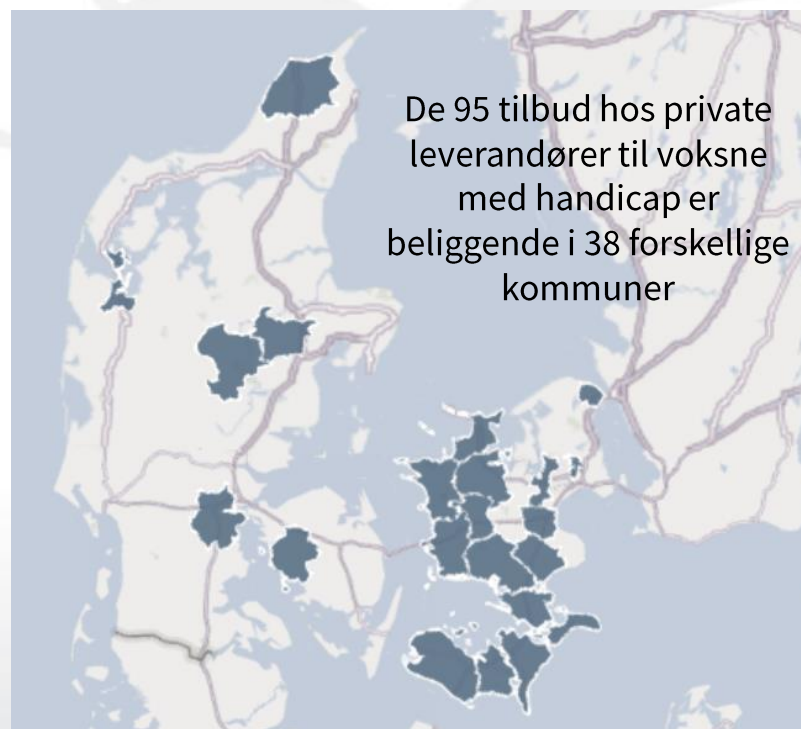 De 95 tilbud hos private
leverandører til voksne
med handicap er
beliggende i 38 forskellige
kommuner